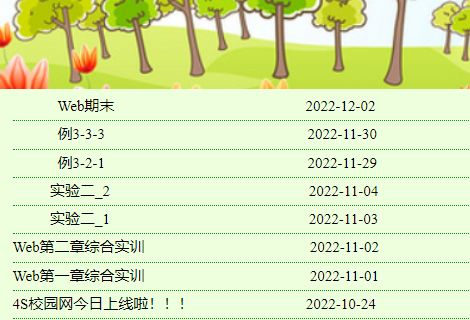 Web期末 2022-12-02
例3-3-3 2022-11-30
例3-2-1 2022-11-29
实验二_2 2022-11-04
实验二_1 2022-11-03
Web第二章综合实训 2022-11-02
Web第一章综合实训 2022-11-01
4S校园网今日上线啦！！！ 2022-10-24